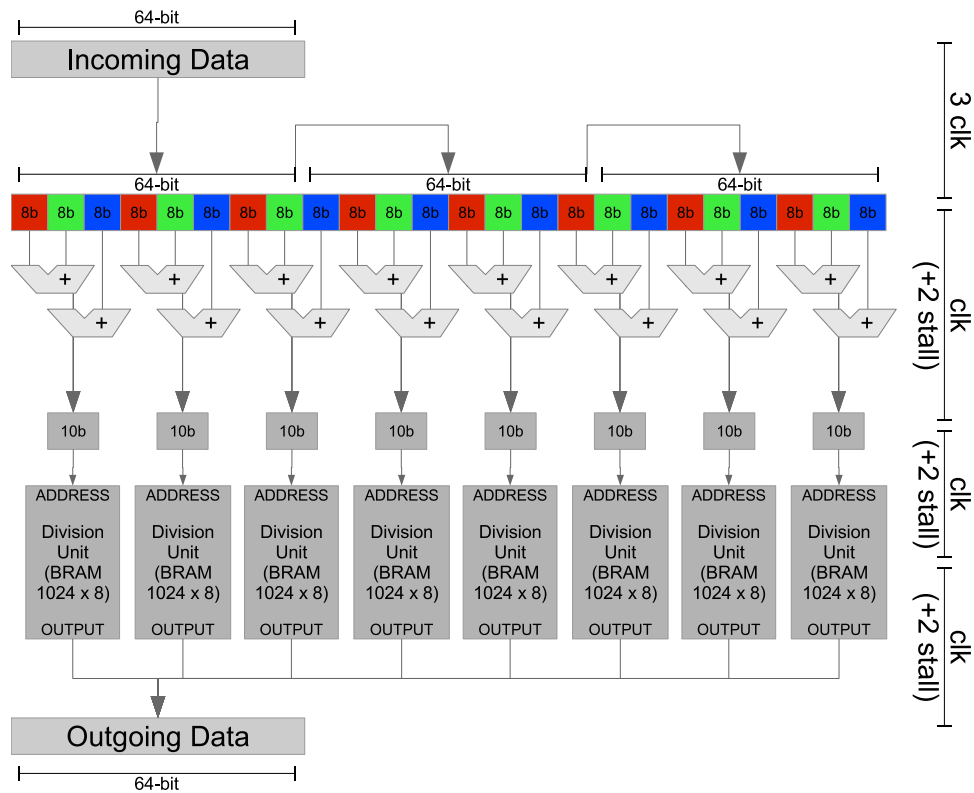 64-bit
Incoming Data
3 clk
64-bit 64-bit 64-bit
8b 8b 8b 8b 8b 8b 8b 8b 8b 8b 8b 8b 8b 8b 8b 8b 8b 8b 8b 8b 8b 8b 8b 8b
+ + + + + + + +
+ + + + + + + +
clk
(+2 stall)
10b 10b 10b 10b 10b 10b 10b 10b
ADDRESS ADDRESS ADDRESS ADDRESS ADDRESS ADDRESS ADDRESS ADDRESS
Division Division Division Division Division Division Division Division
Unit Unit Unit Unit Unit Unit Unit Unit
(BRAM (BRAM (BRAM (BRAM (BRAM (BRAM (BRAM (BRAM
1024 x 8) 1024 x 8) 1024 x 8) 1024 x 8) 1024 x 8) 1024 x 8) 1024 x 8) 1024 x 8)
OUTPUT OUTPUT OUTPUT OUTPUT OUTPUT OUTPUT OUTPUT OUTPUT
clk
(+2 stall)
clk
(+2 stall)
Outgoing Data
64-bit